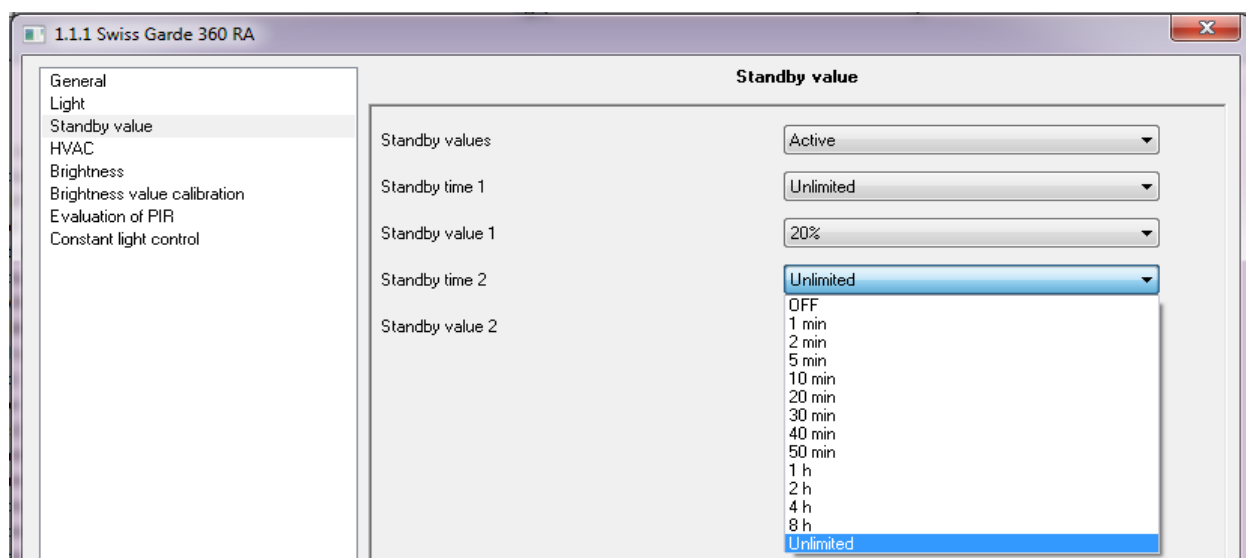 1.1.1 Swiss Garde 360 RA
General
Light
Standby value
HVAC
Brightness
Brightness value calibration
Evaluation of PIR
Constant light control
Standby value
Standby values Active
Standby time 1 Unlimited
Standby value 1 20%
Standby time 2 Unlimited
Standby value 2
OFF
1 min
2 min
5 min
10 min
20 min
30 min
40 min
50 min
1 h
2 h
4 h
8 h
Unlimited